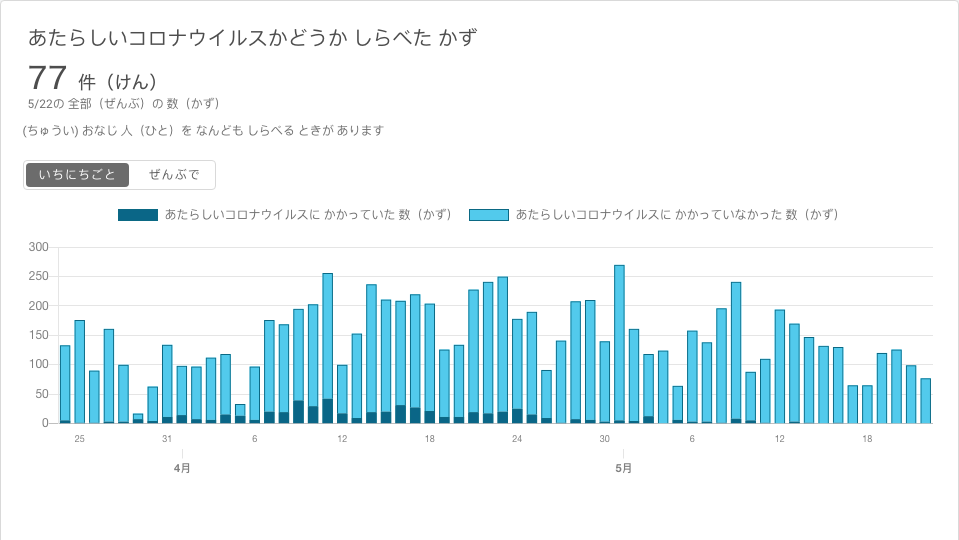 あたらしいコロナウイルスかどうか しらべた かず
77 件（けん）
5/22の 全部（ぜんぶ）の 数（かず）
(ちゅうい) おなじ 人（ひと）を なんども しらべる ときが あります
いちにちごと ぜんぶで
あたらしいコロナウイルスに かかっていた 数（かず） あたらしいコロナウイルスに かかっていなかった 数（かず）
300
250
200
150
100
50
0
25 31 6 12 18 24 30 6 12 18
4月 5月